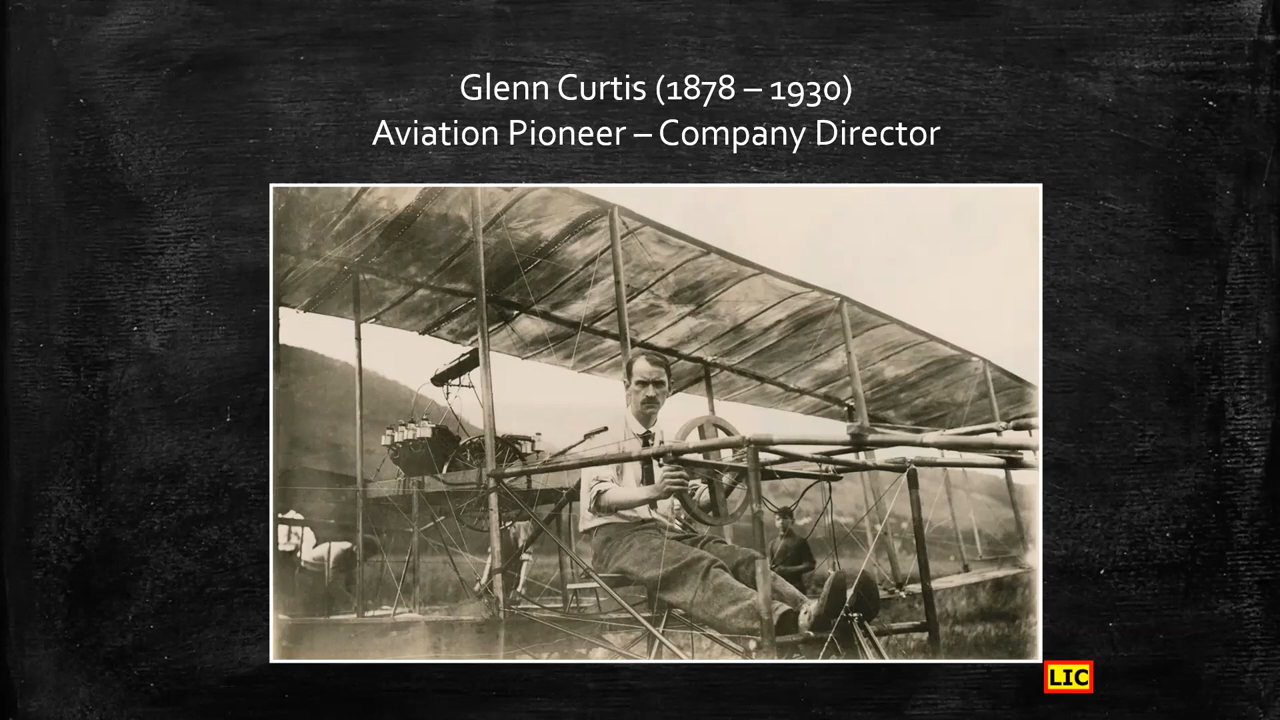 Glenn Curtis (1878 – 1930)
Aviation Pioneer – Company Director
LIC